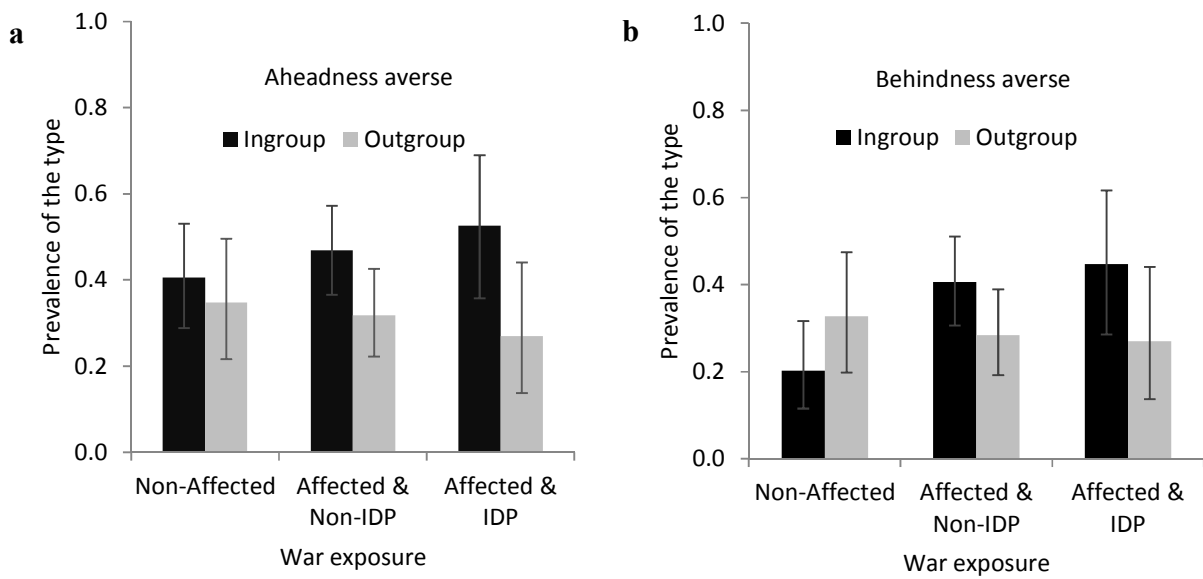 a
1.0
0.8
0.6
0.4
0.2
0.0
Prevalence of the type
Aheadness averse
Ingroup Outgroup
Non-Affected Affected & Affected &
Non-IDP IDP
War exposure
b
1.0
0.8
0.6
0.4
0.2
0.0
Prevalence of the type
Behindness averse
Ingroup Outgroup
Non-Affected Affected & Affected &
Non-IDP IDP
War exposure